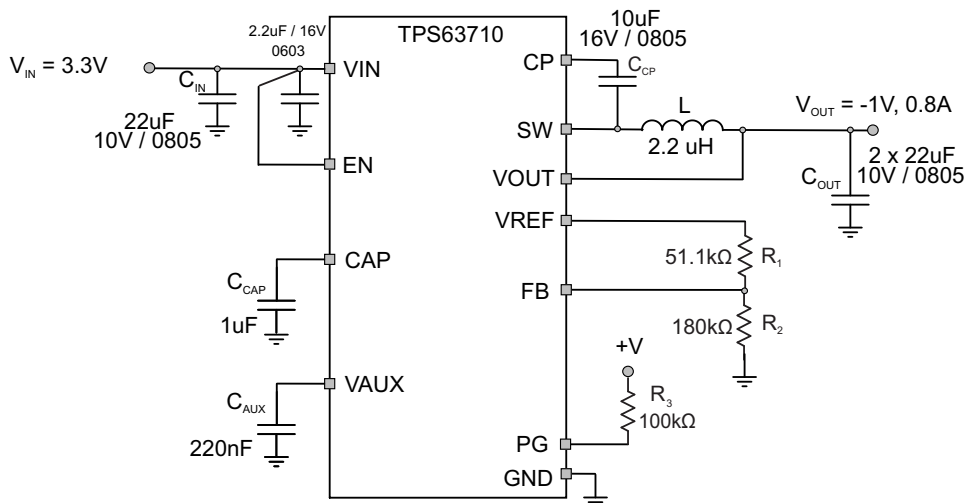 2.2uF / 16V
0603
TPS63710
10uF
16V / 0805
V_IN = 3.3V
VIN
CP
C_CP
C_IN
22uF
10V / 0805
SW
L
2.2 uH
V_OUT = -1V, 0.8A
2 x 22uF
10V / 0805
C_OUT
EN
VOUT
VREF
CAP
C_CAP
1uF
51.1kΩ
R_1
FB
180kΩ
R_2
+V
VAUX
C_AUX
220nF
R_3
100kΩ
PG
GND